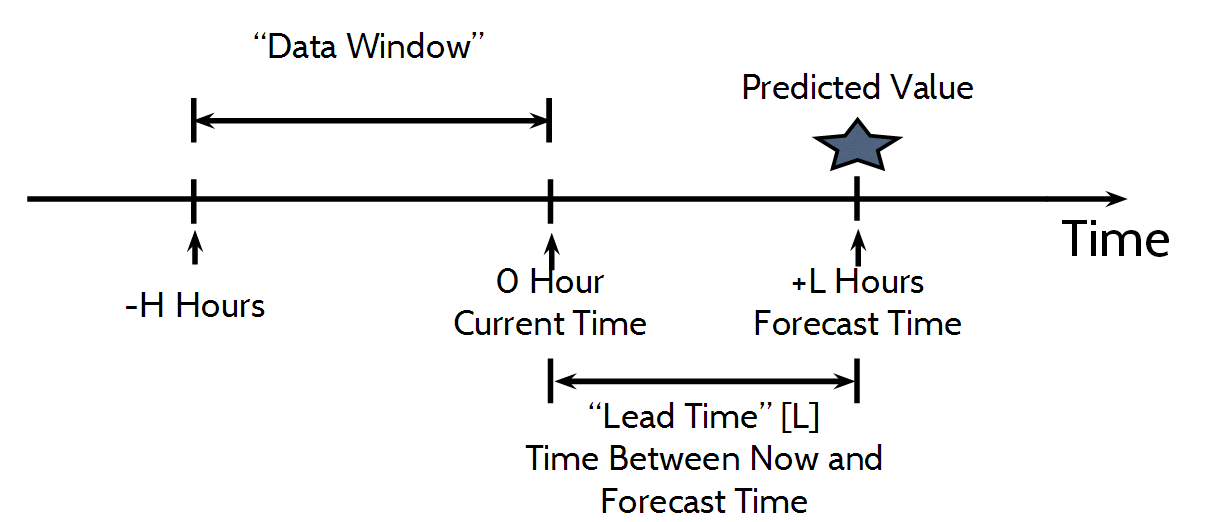 “Data Window”
Predicted Value
Time
-H Hours
0 Hour
Current Time
+L Hours
Forecast Time
“Lead Time” [L]
Time Between Now and
Forecast Time